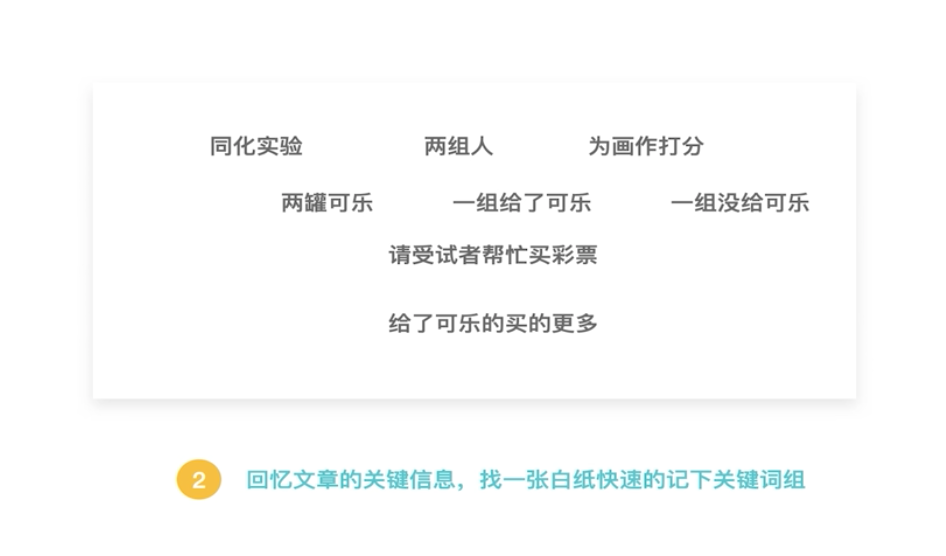 同化实验 两组人 为画作打分
两罐可乐 一组给了可乐 一组没给可乐
请受试者帮忙买彩票
给了可乐的买的更多
2 回忆文章的关键信息，找一张白纸快速的记下关键词组